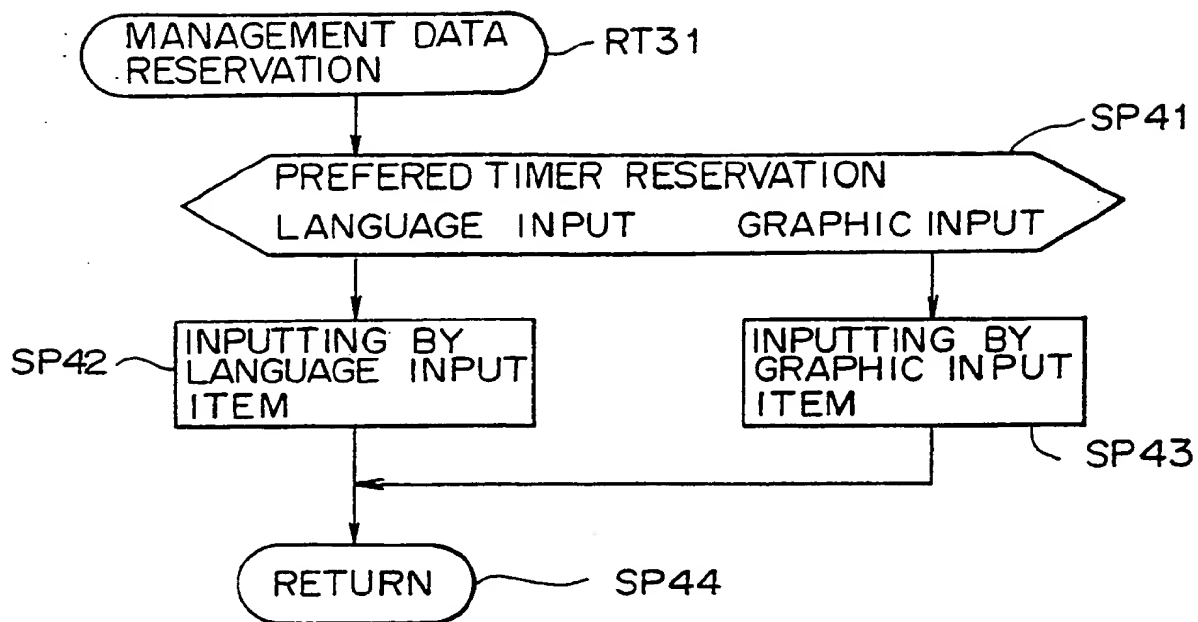 MANAGEMENT DATA
RESERVATION
RT31
SP41
PREFERED TIMER RESERVATION
LANGUAGE INPUT GRAPHIC INPUT
SP42
INPUTTING BY
LANGUAGE INPUT
ITEM
INPUTTING BY
GRAPHIC INPUT
ITEM
SP43
RETURN
SP44